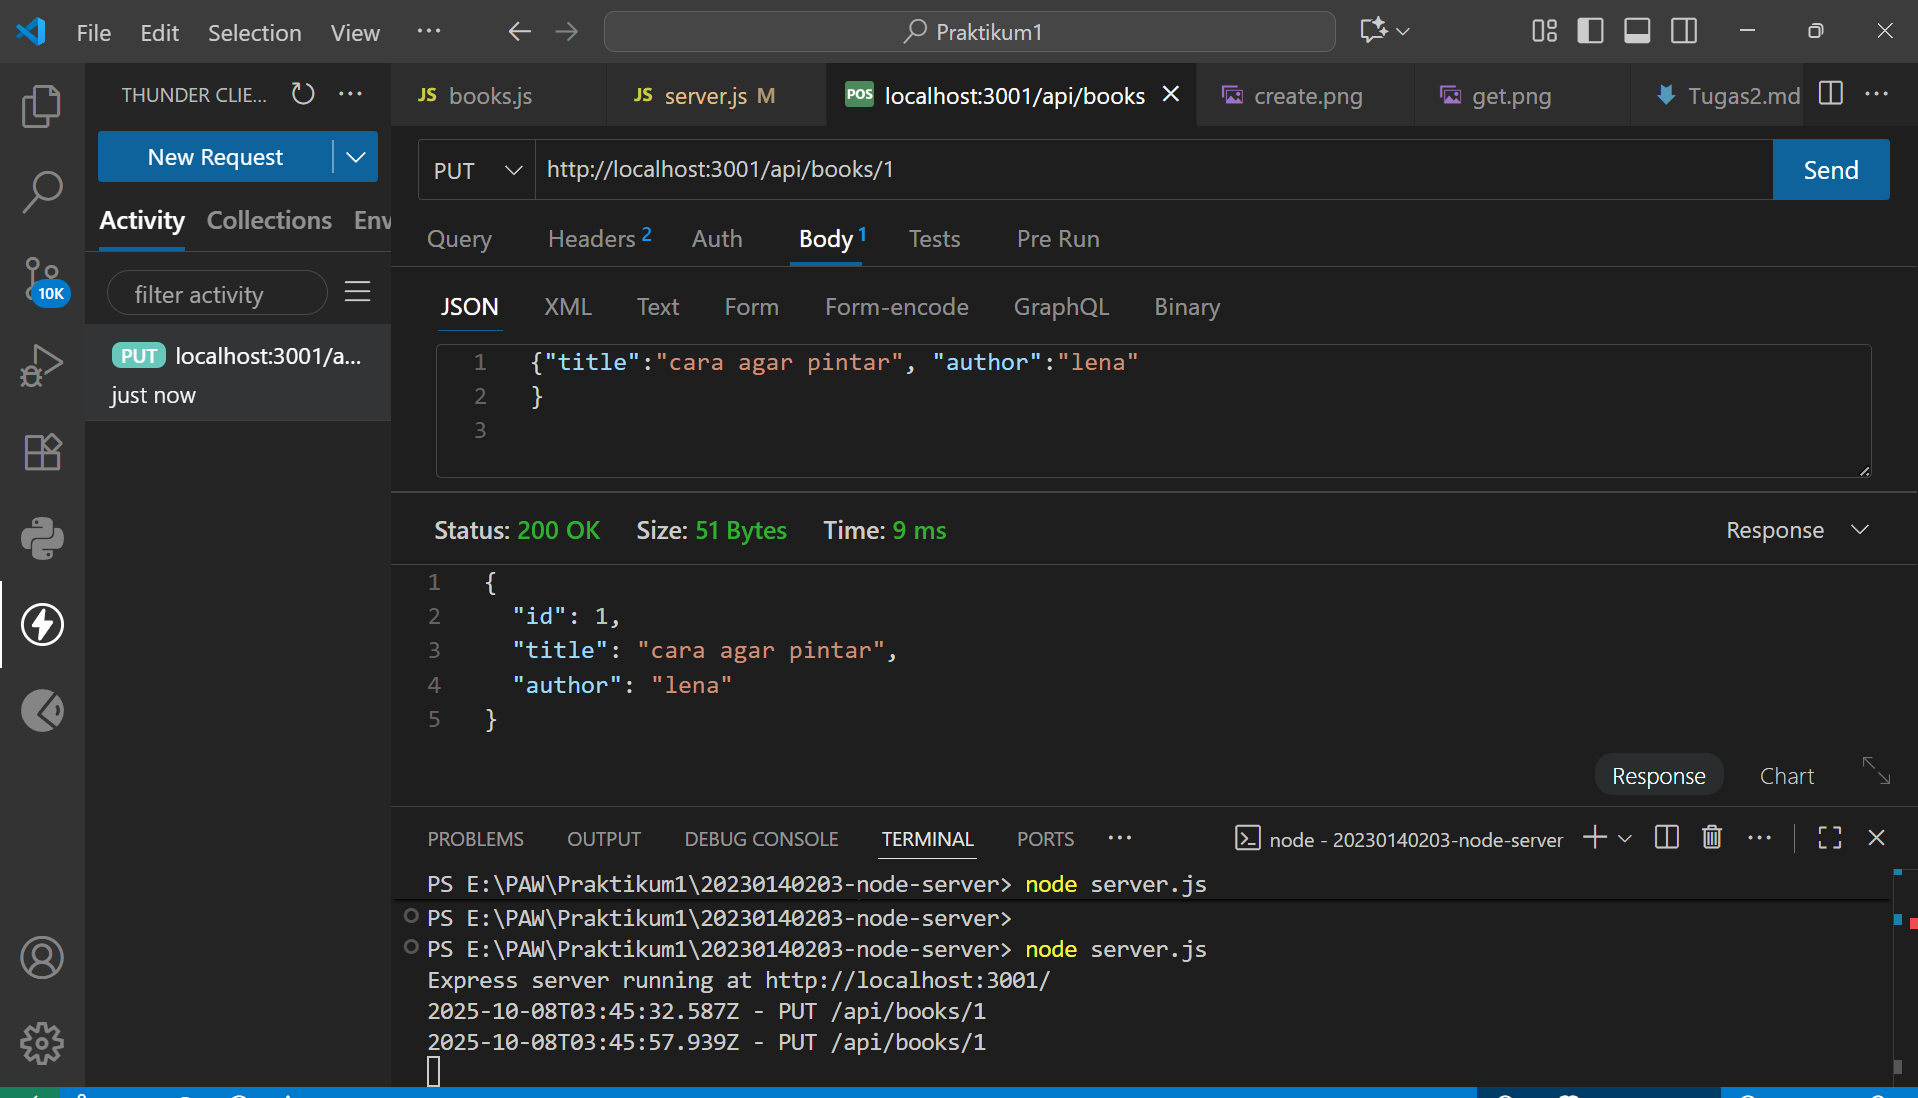 File Edit Selection View ··· Praktikum1
THUNDER CLIE... ···
New Request
Activity Collections Env
filter activity
10K
PUT localhost:3001/a...
just now
JS books.js JS server.js M POS localhost:3001/api/books create.png get.png Tugas2.md ···
PUT http://localhost:3001/api/books/1 Send
Query Headers 2 Auth Body 1 Tests Pre Run
JSON XML Text Form Form-encode GraphQL Binary
1 {"title":"cara agar pintar", "author":"lena"
2 }
3
Status: 200 OK Size: 51 Bytes Time: 9 ms Response
1 {
2 "id": 1,
3 "title": "cara agar pintar",
4 "author": "lena"
5 }
Response Chart
PROBLEMS OUTPUT DEBUG CONSOLE TERMINAL PORTS ··· node - 20230140203-node-server ···
PS E:\PAW\Praktikum1\20230140203-node-server> node server.js
PS E:\PAW\Praktikum1\20230140203-node-server>
PS E:\PAW\Praktikum1\20230140203-node-server> node server.js
Express server running at http://localhost:3001/
2025-10-08T03:45:32.587Z - PUT /api/books/1
2025-10-08T03:45:57.939Z - PUT /api/books/1